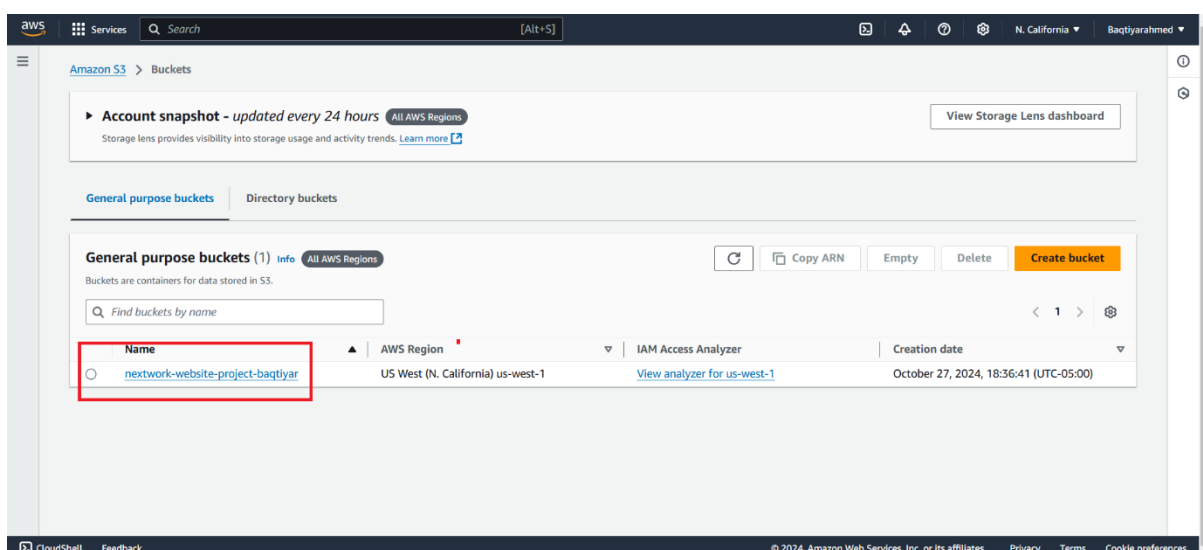 aws Services Search [Alt+S] N. California ▼ Baqtiyarahmed ▼
Amazon S3 > Buckets
Account snapshot - updated every 24 hours All AWS Regions View Storage Lens dashboard
Storage lens provides visibility into storage usage and activity trends. Learn more
General purpose buckets Directory buckets
General purpose buckets (1) Info All AWS Regions Copy ARN Empty Delete Create bucket
Buckets are containers for data stored in S3.
Find buckets by name < 1 >
Name AWS Region IAM Access Analyzer Creation date
nextwork-website-project-baqtiyar US West (N. California) us-west-1 View analyzer for us-west-1 October 27, 2024, 18:36:41 (UTC-05:00)
CloudShell Feedback © 2024, Amazon Web Services, Inc. or its affiliates. Privacy Terms Cookie preferences